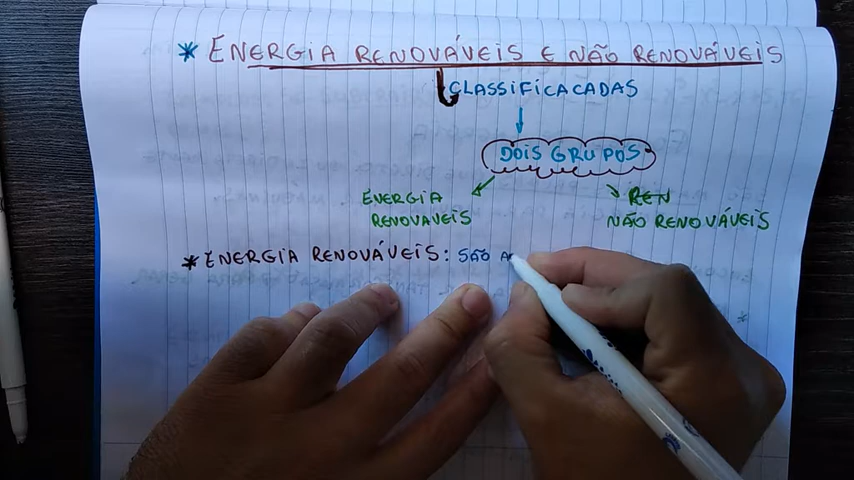 * ENERGIA RENOVÁVEIS E NÃO RENOVÁVEIS
CLASSIFICACADAS
DOIS GRUPOS
ENERGIA
RENOVAVEIS
REN
NÃO RENOVÁVEIS
* ENERGIA RENOVÁVEIS: SÃO A